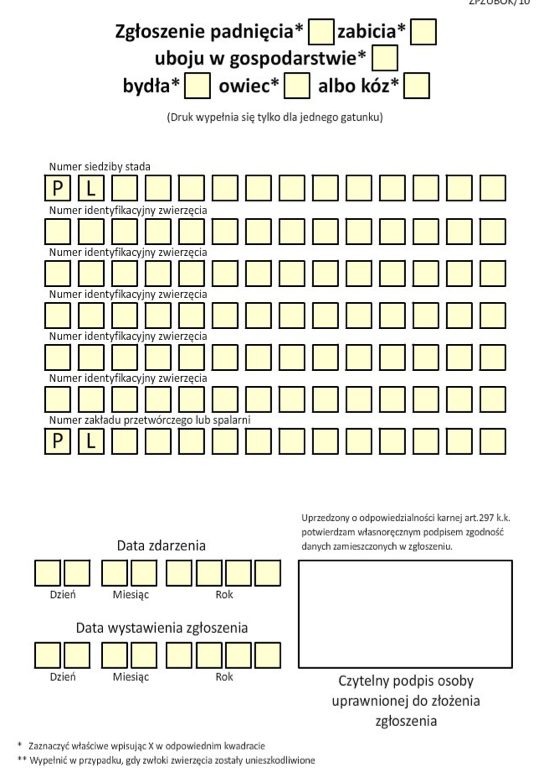 ZPZUBOK/10
Zgłoszenie padnięcia* zabicia*
uboju w gospodarstwie*
bydła* owiec* albo kóz*
(Druk wypełnia się tylko dla jednego gatunku)
Numer siedziby stada
P L
Numer identyfikacyjny zwierzęcia
Numer identyfikacyjny zwierzęcia
Numer identyfikacyjny zwierzęcia
Numer identyfikacyjny zwierzęcia
Numer identyfikacyjny zwierzęcia
Numer zakładu przetwórczego lub spalarni
P L
Uprzedzony o odpowiedzialności karnej art.297 k.k.
potwierdzam własnoręcznym podpisem zgodność
danych zamieszczonych w zgłoszeniu.
Data zdarzenia
Dzień Miesiąc Rok
Data wystawienia zgłoszenia
Dzień Miesiąc Rok
Czytelny podpis osoby
uprawnionej do złożenia
zgłoszenia
* Zaznaczyć właściwe wpisując X w odpowiednim kwadracie
** Wypełnić w przypadku, gdy zwłoki zwierzęcia zostały unieszkodliwione